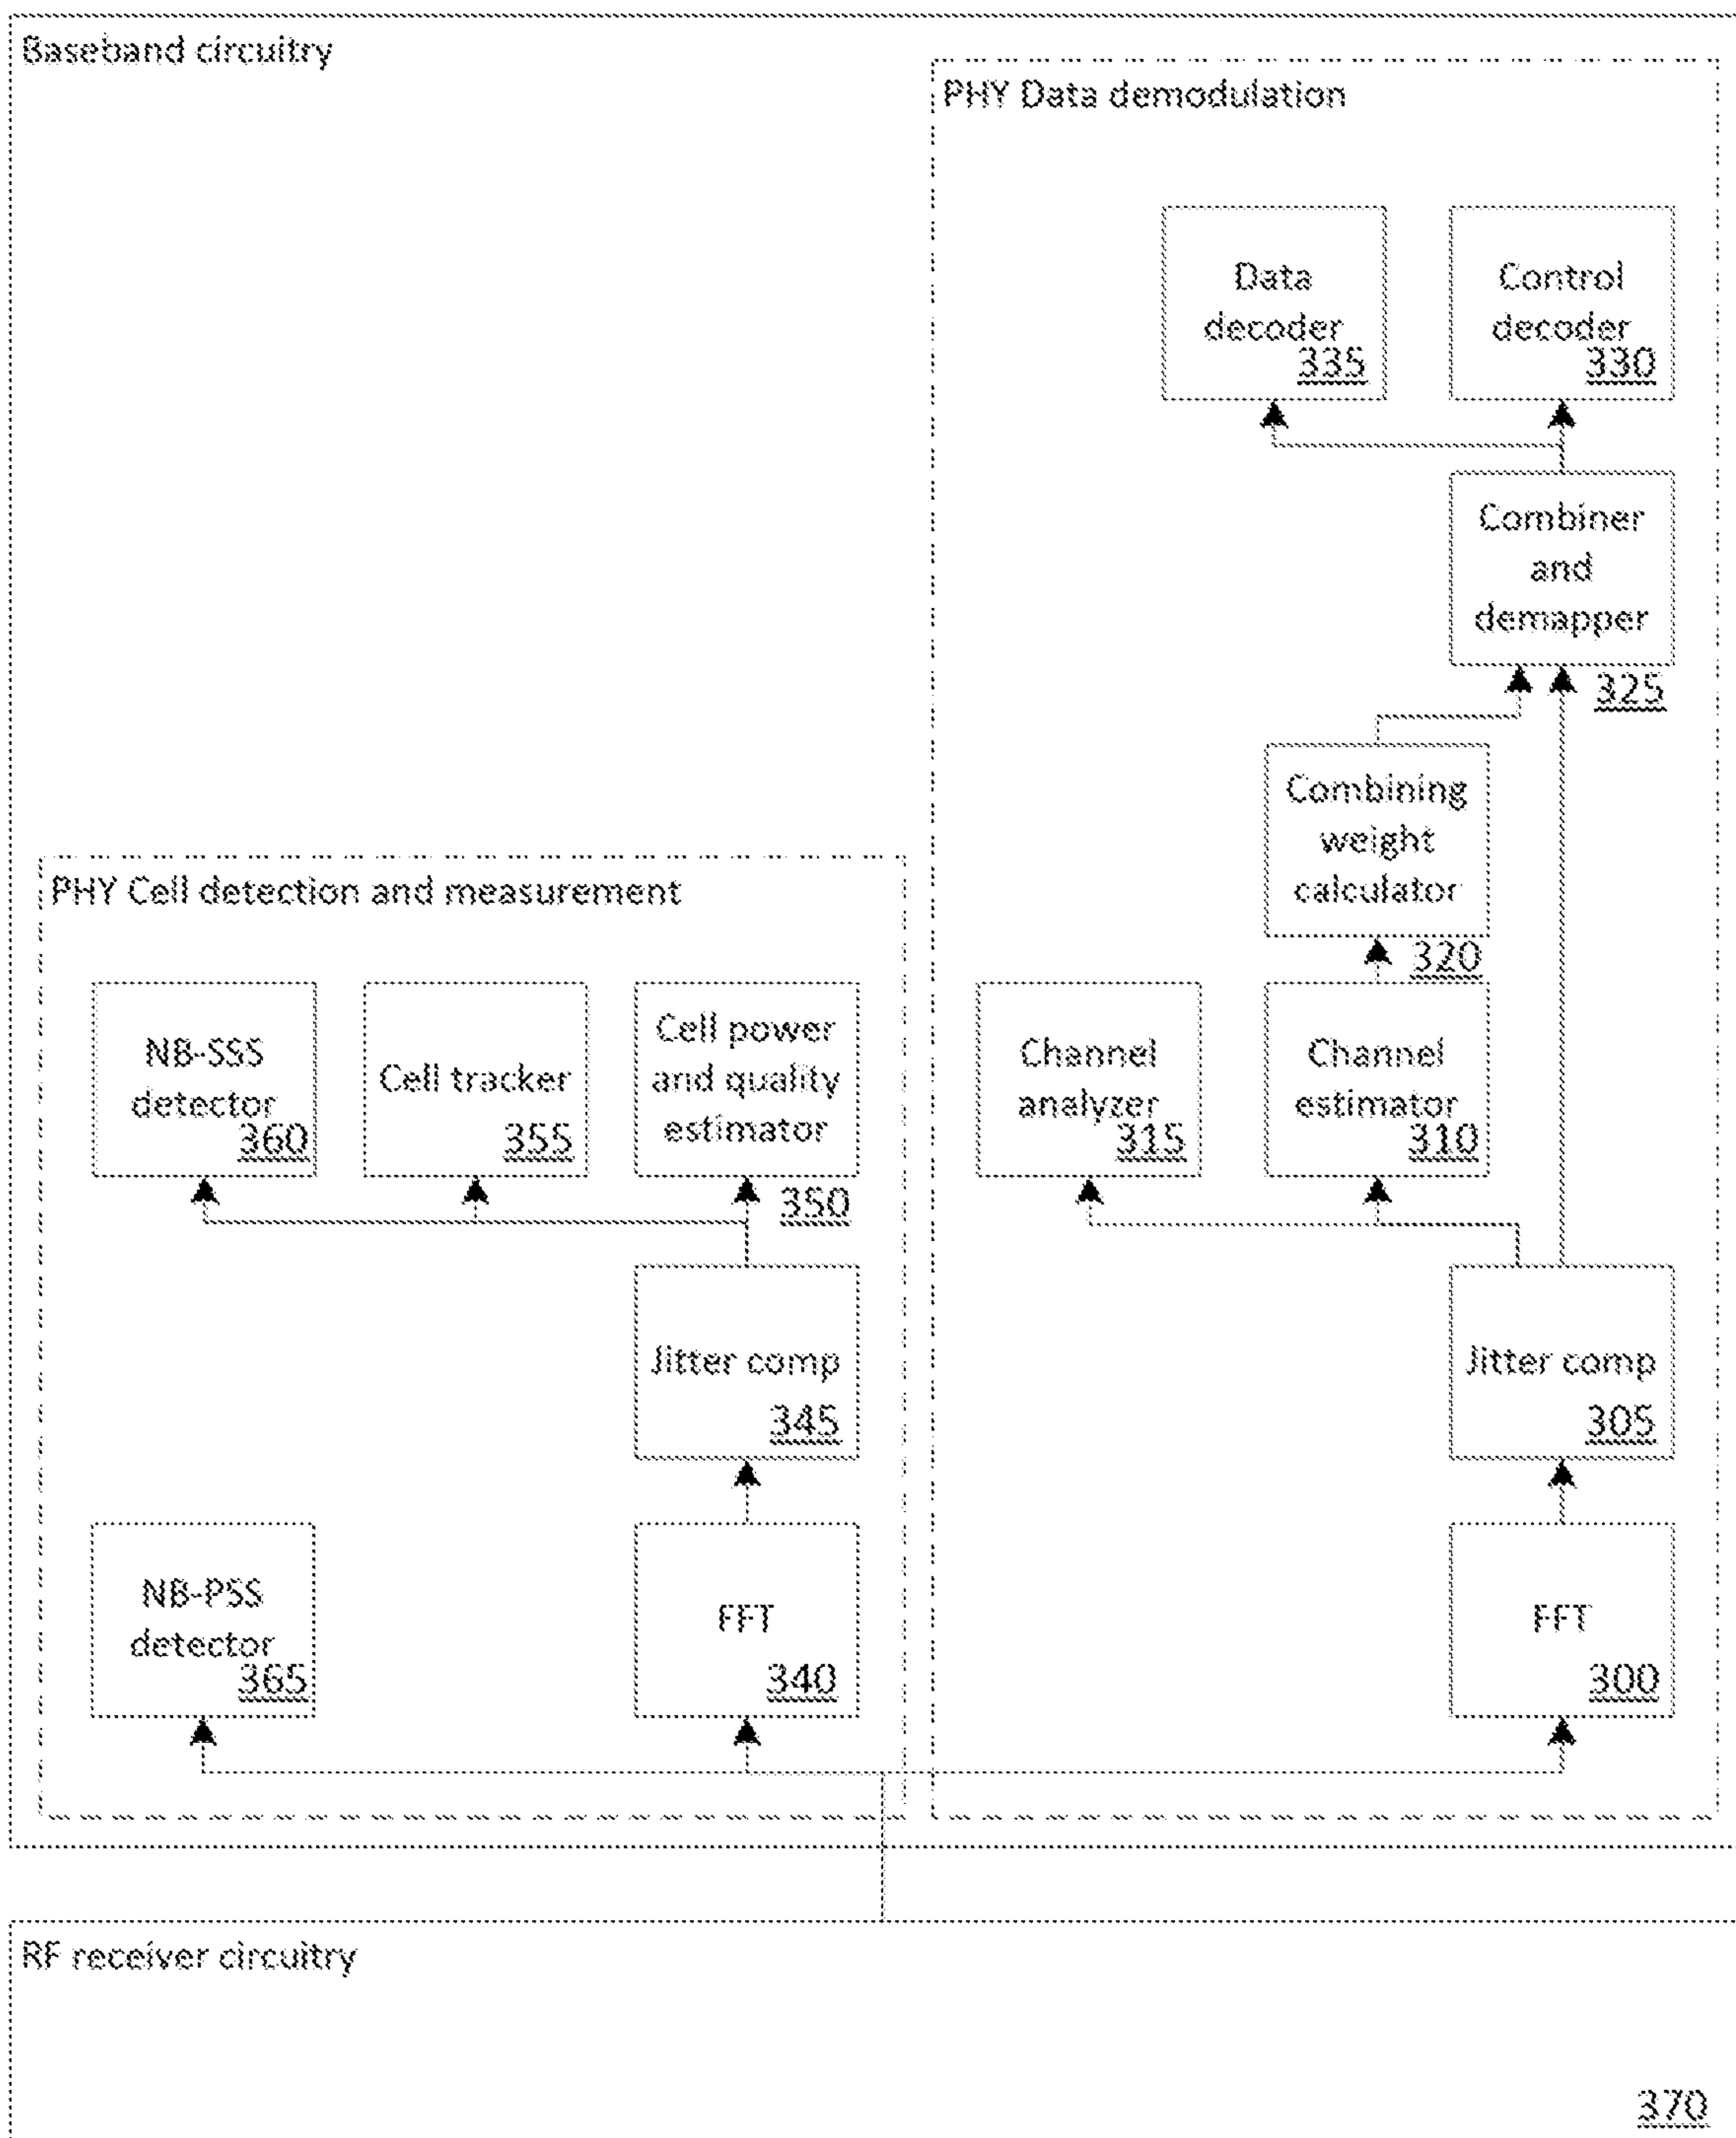 Baseband circuitry
PHY Data demodulation
Data
decoder
335
Control
decoder
330
Combiner
and
demapper
325
Combining
weight
calculator
320
PHY Cell detection and measurement
NB-SSS
detector
360
Cell tracker
355
Cell power
and quality
estimator
350
Channel
analyzer
315
Channel
estimator
310
Jitter comp
345
Jitter comp
305
NB-PSS
detector
365
FFT
340
FFT
300
RF receiver circuitry
370